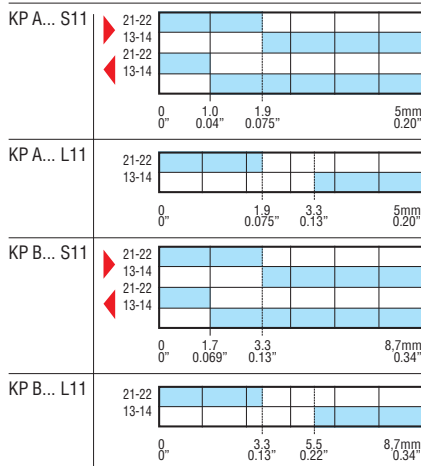 KP A... S11
21-22
13-14
21-22
13-14
0 1.0 1.9 5mm
0" 0.04" 0.075" 0.20"
KP A... L11
21-22
13-14
0 1.9 3.3 5mm
0" 0.075" 0.13" 0.20"
KP B... S11
21-22
13-14
21-22
13-14
0 1.7 3.3 8,7mm
0" 0.069" 0.13" 0.34"
KP B... L11
21-22
13-14
0 3.3 5.5 8,7mm
0" 0.13" 0.22" 0.34"